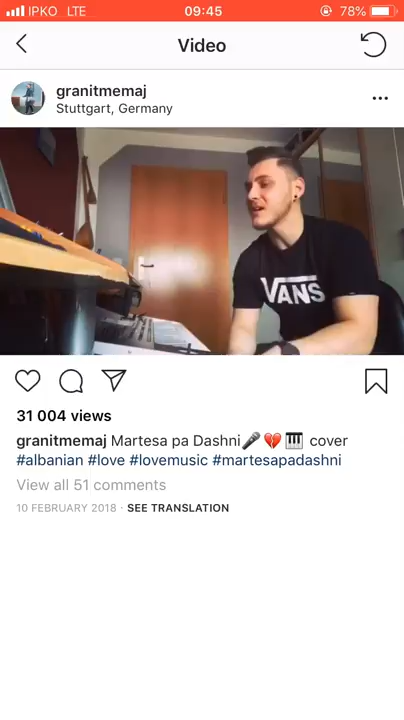 IPKO LTE 09:45 78%
Video
granitmemaj
Stuttgart, Germany
VANS
31 004 views
granitmemaj Martesa pa Dashni🎤💔🎹 cover
#albanian #love #lovemusic #martesapadashni
View all 51 comments
10 FEBRUARY 2018 · SEE TRANSLATION